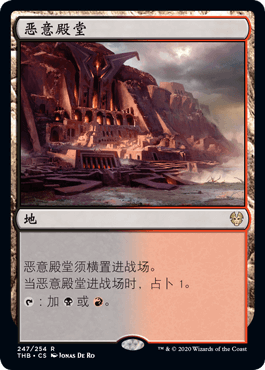 恶意殿堂
地
恶意殿堂须横置进战场。
当恶意殿堂进战场时，占卜 1。
：加或。
247/254 R
THB • CS Jonas De Ro
™ & © 2020 Wizards of the Coast